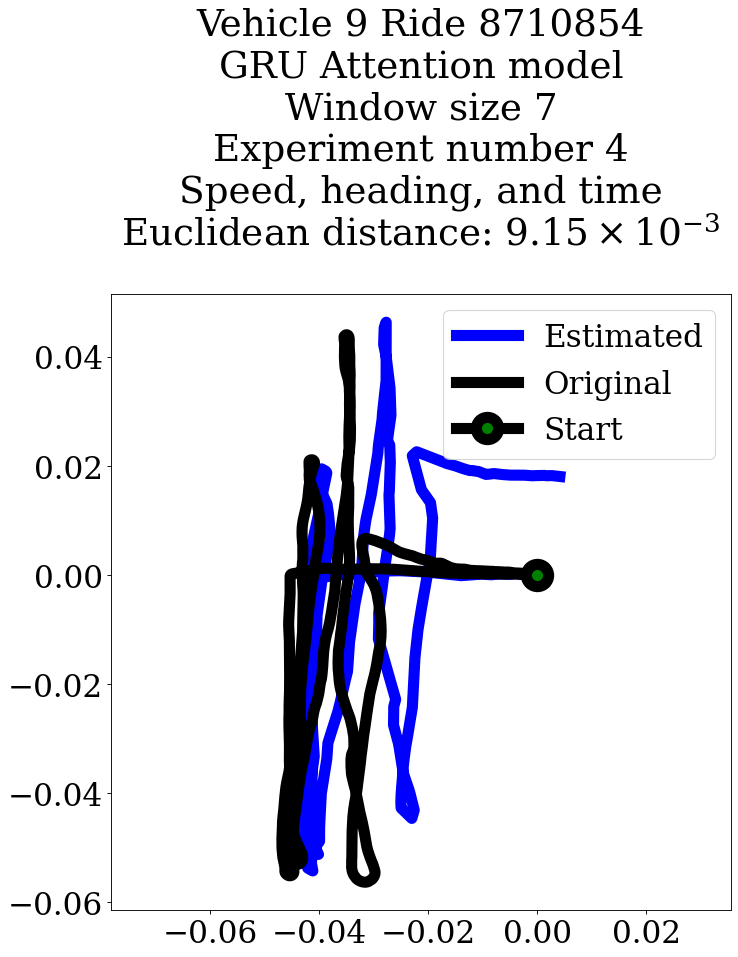 Vehicle 9 Ride 8710854
GRU Attention model
Window size 7
Experiment number 4
Speed, heading, and time
Euclidean distance: 9.15 × 10⁻³
Estimated
Original
Start
0.04
0.02
0.00
−0.02
−0.04
−0.06
−0.06 −0.04 −0.02 0.00 0.02